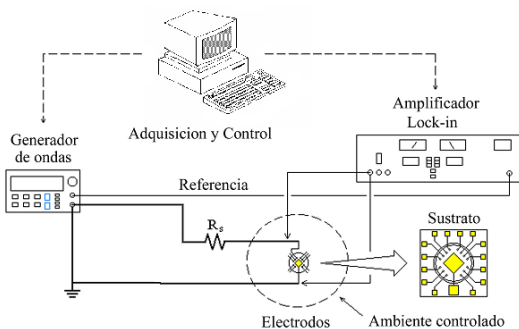 Adquisicion y Control
Amplificador
Lock-in
Generador
de ondas
Referencia
Rs
Sustrato
Electrodos
Ambiente controlado